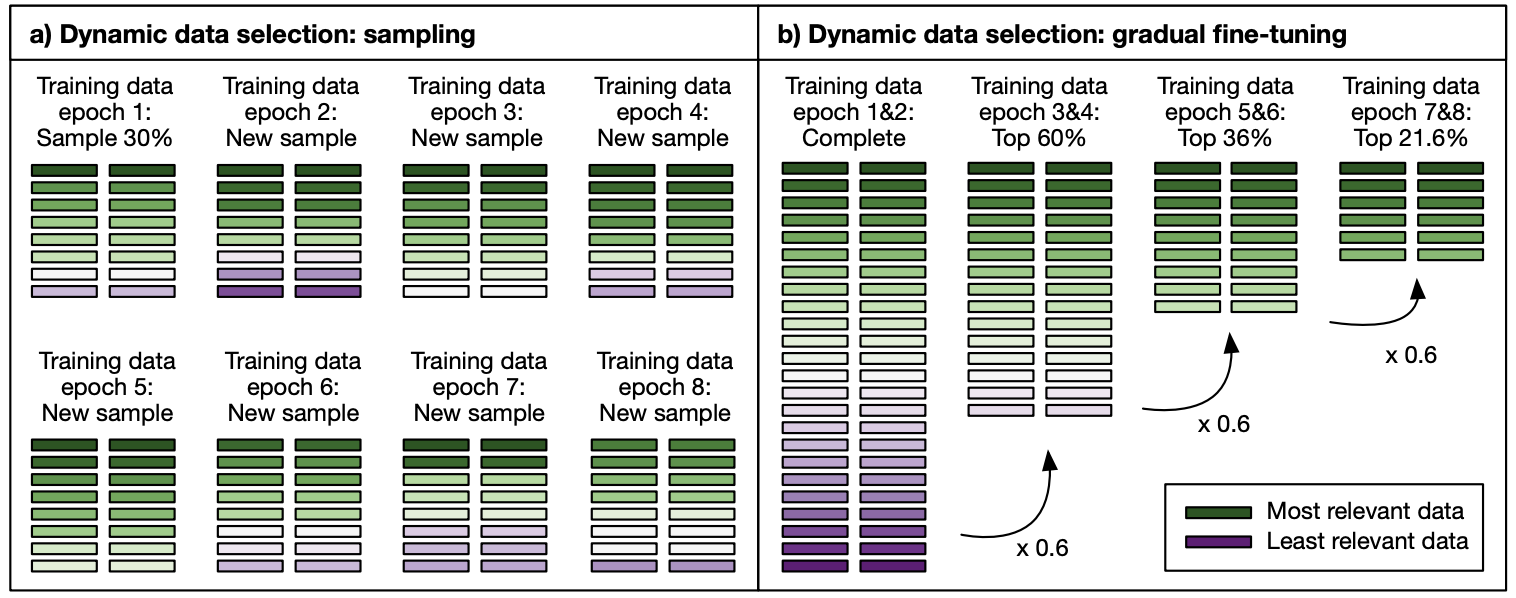 a) Dynamic data selection: sampling
Training data
epoch 1:
Sample 30%
Training data
epoch 2:
New sample
Training data
epoch 3:
New sample
Training data
epoch 4:
New sample
Training data
epoch 5:
New sample
Training data
epoch 6:
New sample
Training data
epoch 7:
New sample
Training data
epoch 8:
New sample
b) Dynamic data selection: gradual fine-tuning
Training data
epoch 1&2:
Complete
Training data
epoch 3&4:
Top 60%
Training data
epoch 5&6:
Top 36%
Training data
epoch 7&8:
Top 21.6%
x 0.6
x 0.6
x 0.6
Most relevant data
Least relevant data